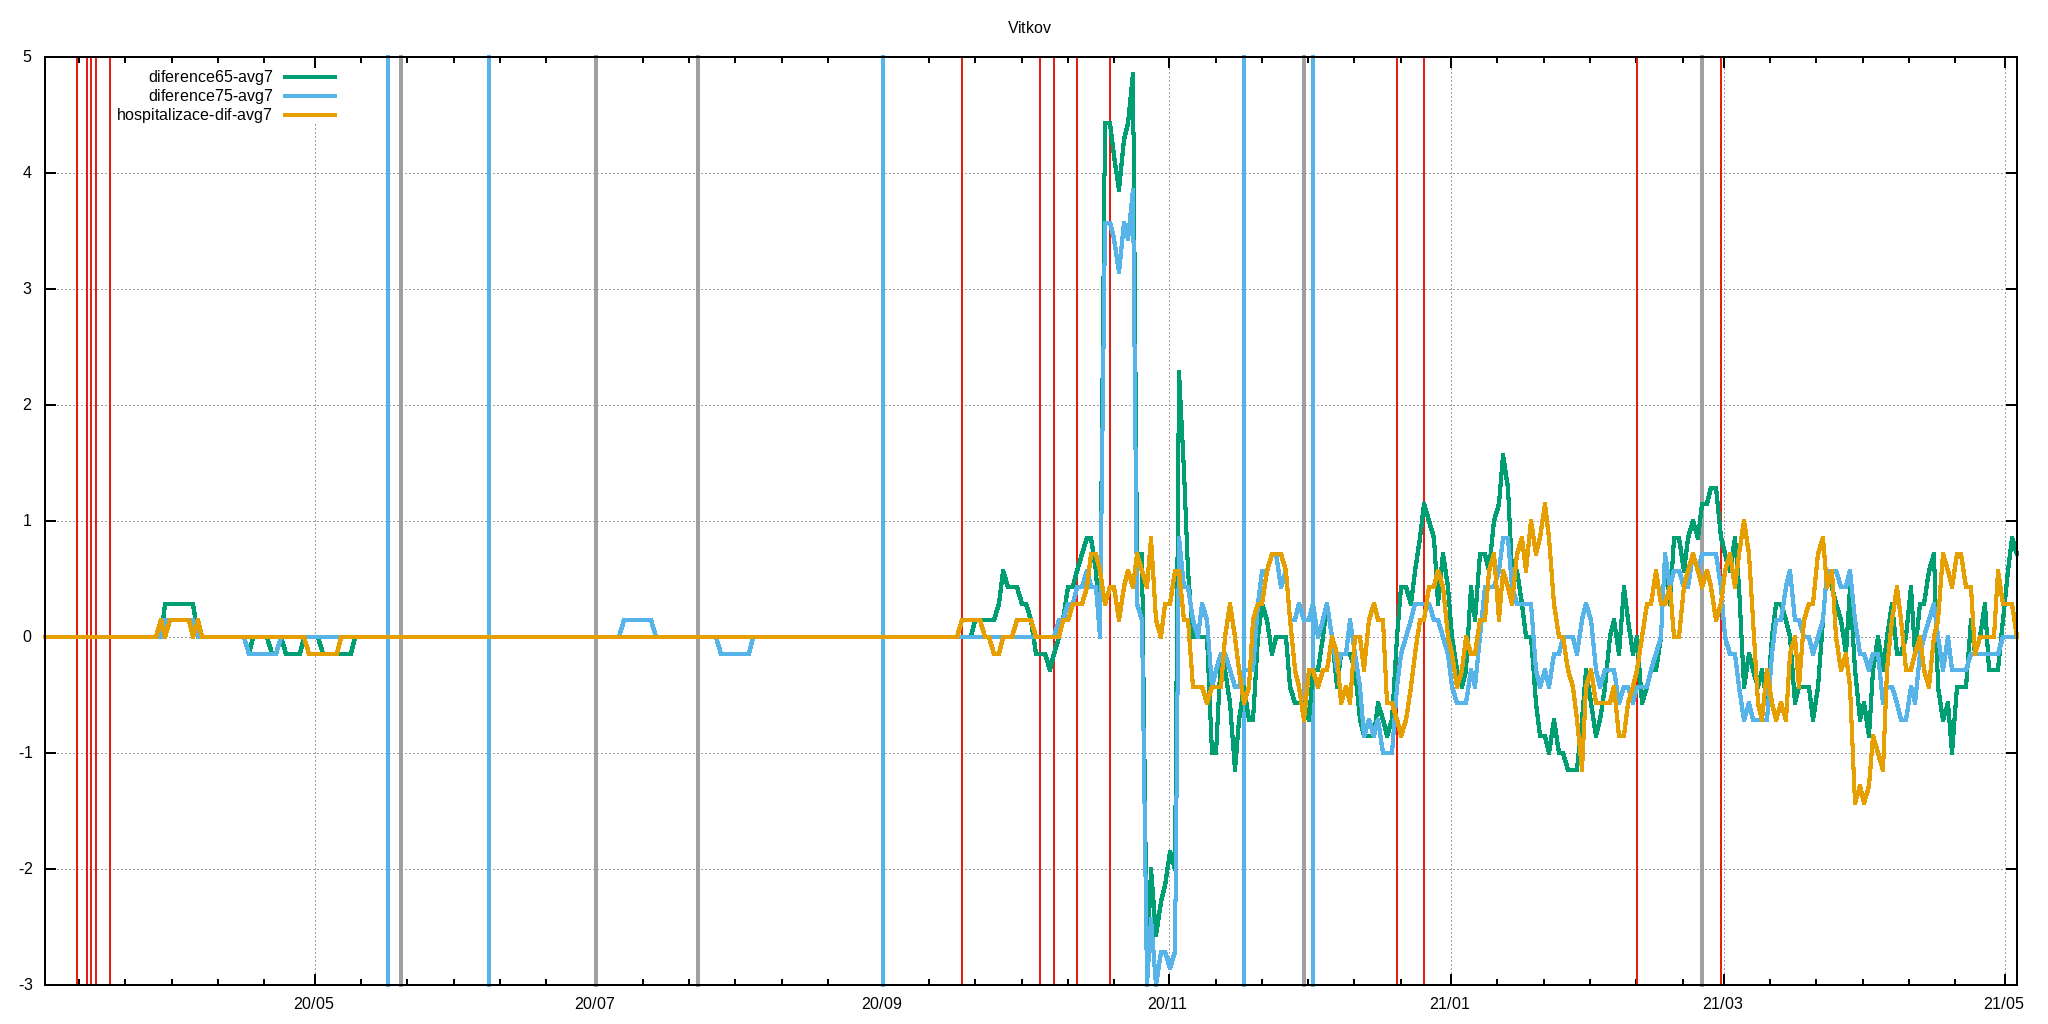 Vitkov
diference65-avg7
diference75-avg7
hospitalizace-dif-avg7
5
4
3
2
1
0
-1
-2
-3
20/05 20/07 20/09 20/11 21/01 21/03 21/05